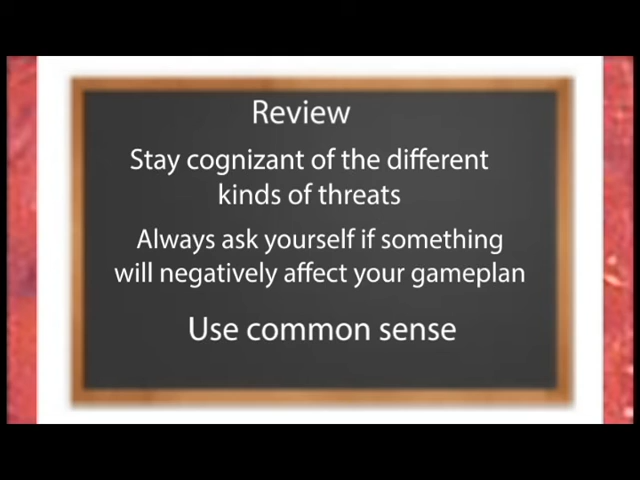 Review
Stay cognizant of the different
kinds of threats
Always ask yourself if something
will negatively affect your gameplan
Use common sense